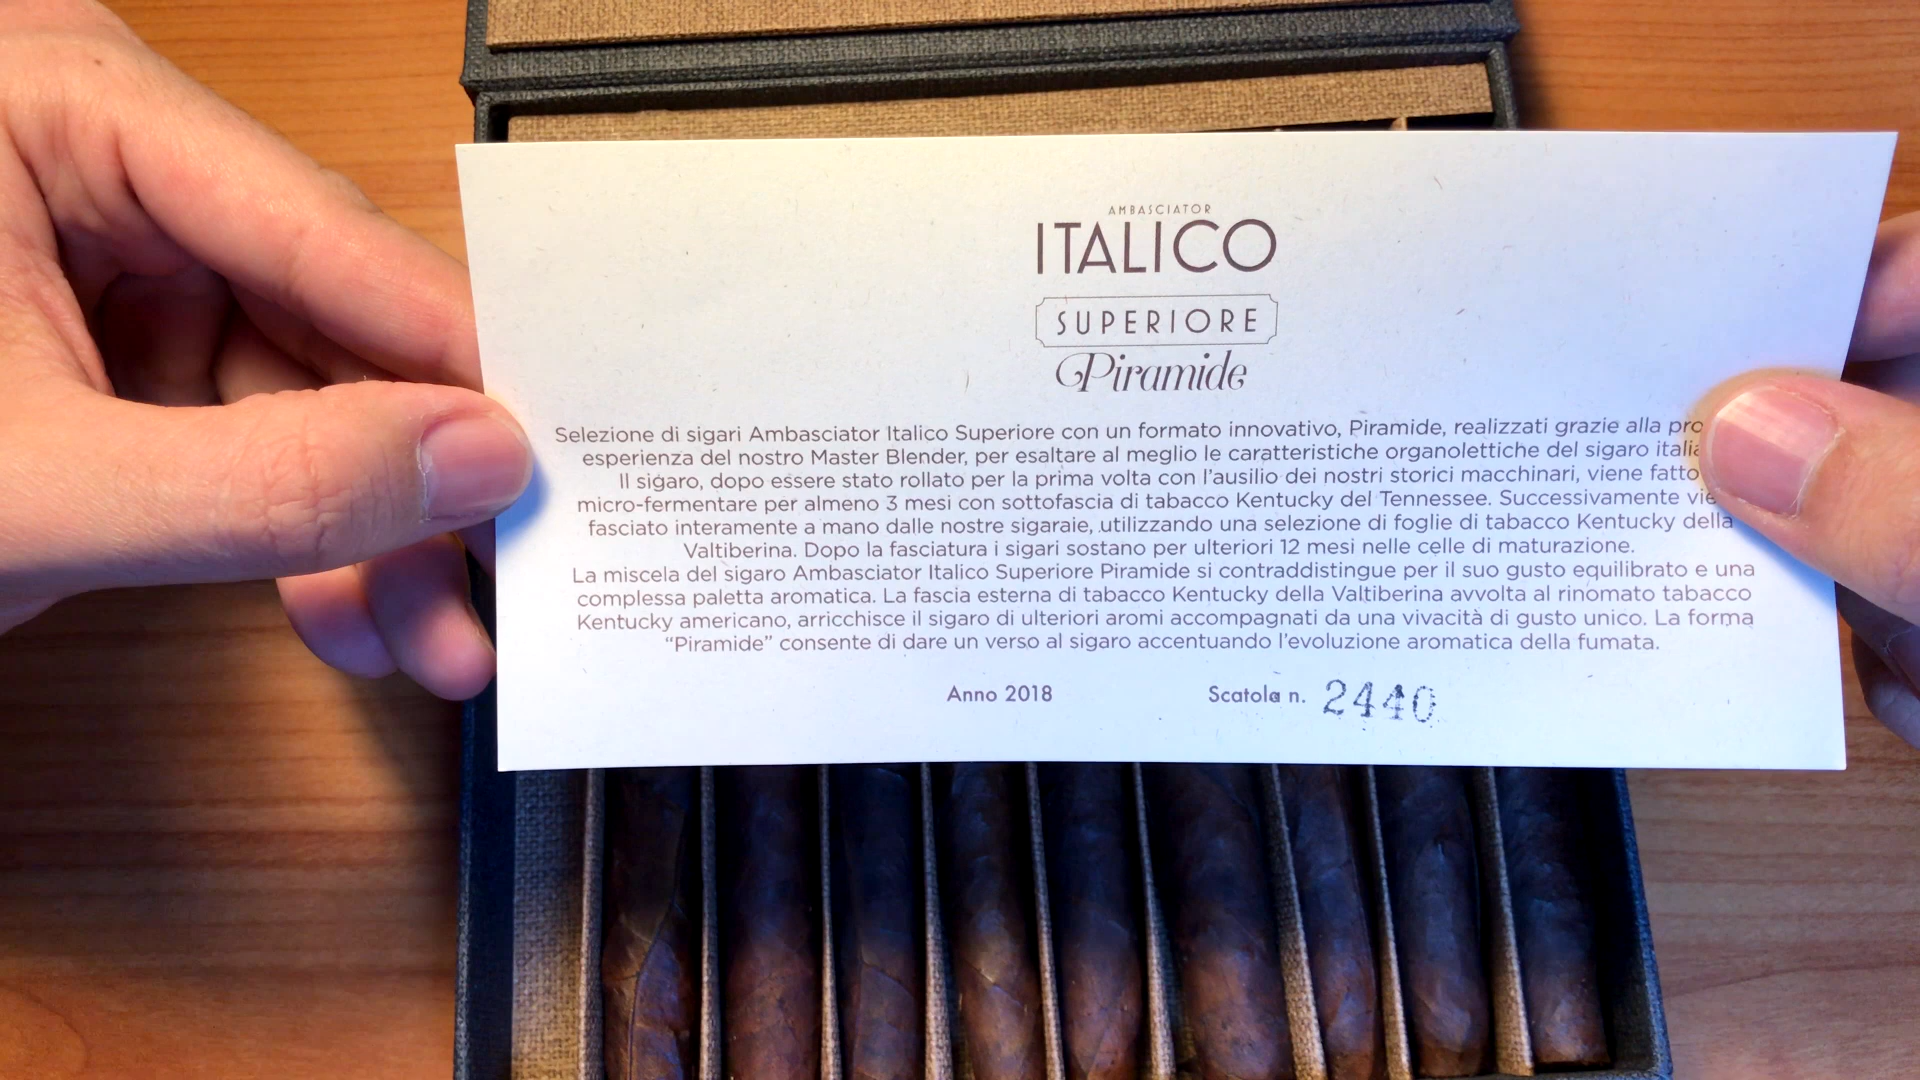 AMBASCIATOR
ITALICO
SUPERIORE
Piramide
Selezione di sigari Ambasciator Italico Superiore con un formato innovativo, Piramide, realizzati grazie alla
esperienza del nostro Master Blender, per esaltare al meglio le caratteristiche organolettiche del sigaro
Il sigaro, dopo essere stato rollato per la prima volta con l'ausilio dei nostri storici macchinari, viene fatto
micro-fermentare per almeno 3 mesi con sottofascia di tabacco Kentucky del Tennessee. Successivamente
fasciato interamente a mano dalle nostre sigaraie, utilizzando una selezione di foglie di tabacco Kentucky della
Valtiberina. Dopo la fasciatura i sigari sostano per ulteriori 12 mesi nelle celle di maturazione.
La miscela del sigaro Ambasciator Italico Superiore Piramide si contraddistingue per il suo gusto equilibrato e una
complessa paletta aromatica. La fascia esterna di tabacco Kentucky della Valtiberina avvolta al rinomato tabacco
Kentucky americano, arricchisce il sigaro di ulteriori aromi accompagnati da una vivacità di gusto unico. La forma
“Piramide” consente di dare un verso al sigaro accentuando l'evoluzione aromatica della fumata.
Anno 2018 Scatola n. 2440